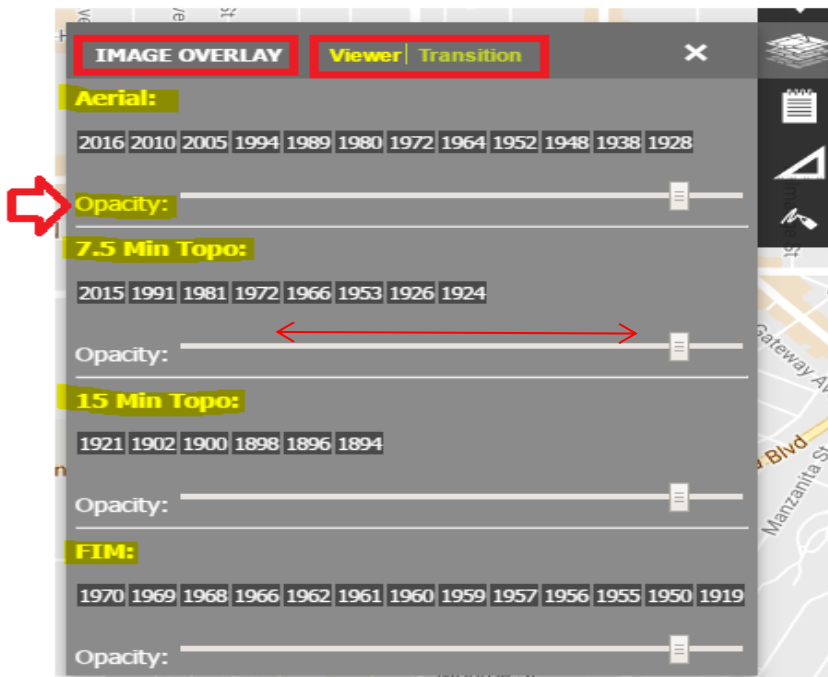 IMAGE OVERLAY Viewer| Transition ×
Aerial:
2016 2010 2005 1994 1989 1980 1972 1964 1952 1948 1938 1928
Opacity:
7.5 Min Topo:
2015 1991 1981 1972 1966 1953 1926 1924
Opacity:
15 Min Topo:
1921 1902 1900 1898 1896 1894
Opacity:
FIM:
1970 1969 1968 1966 1962 1961 1960 1959 1957 1956 1955 1950 1919
Opacity:
Gateway Av
Blvd
Manzanita St